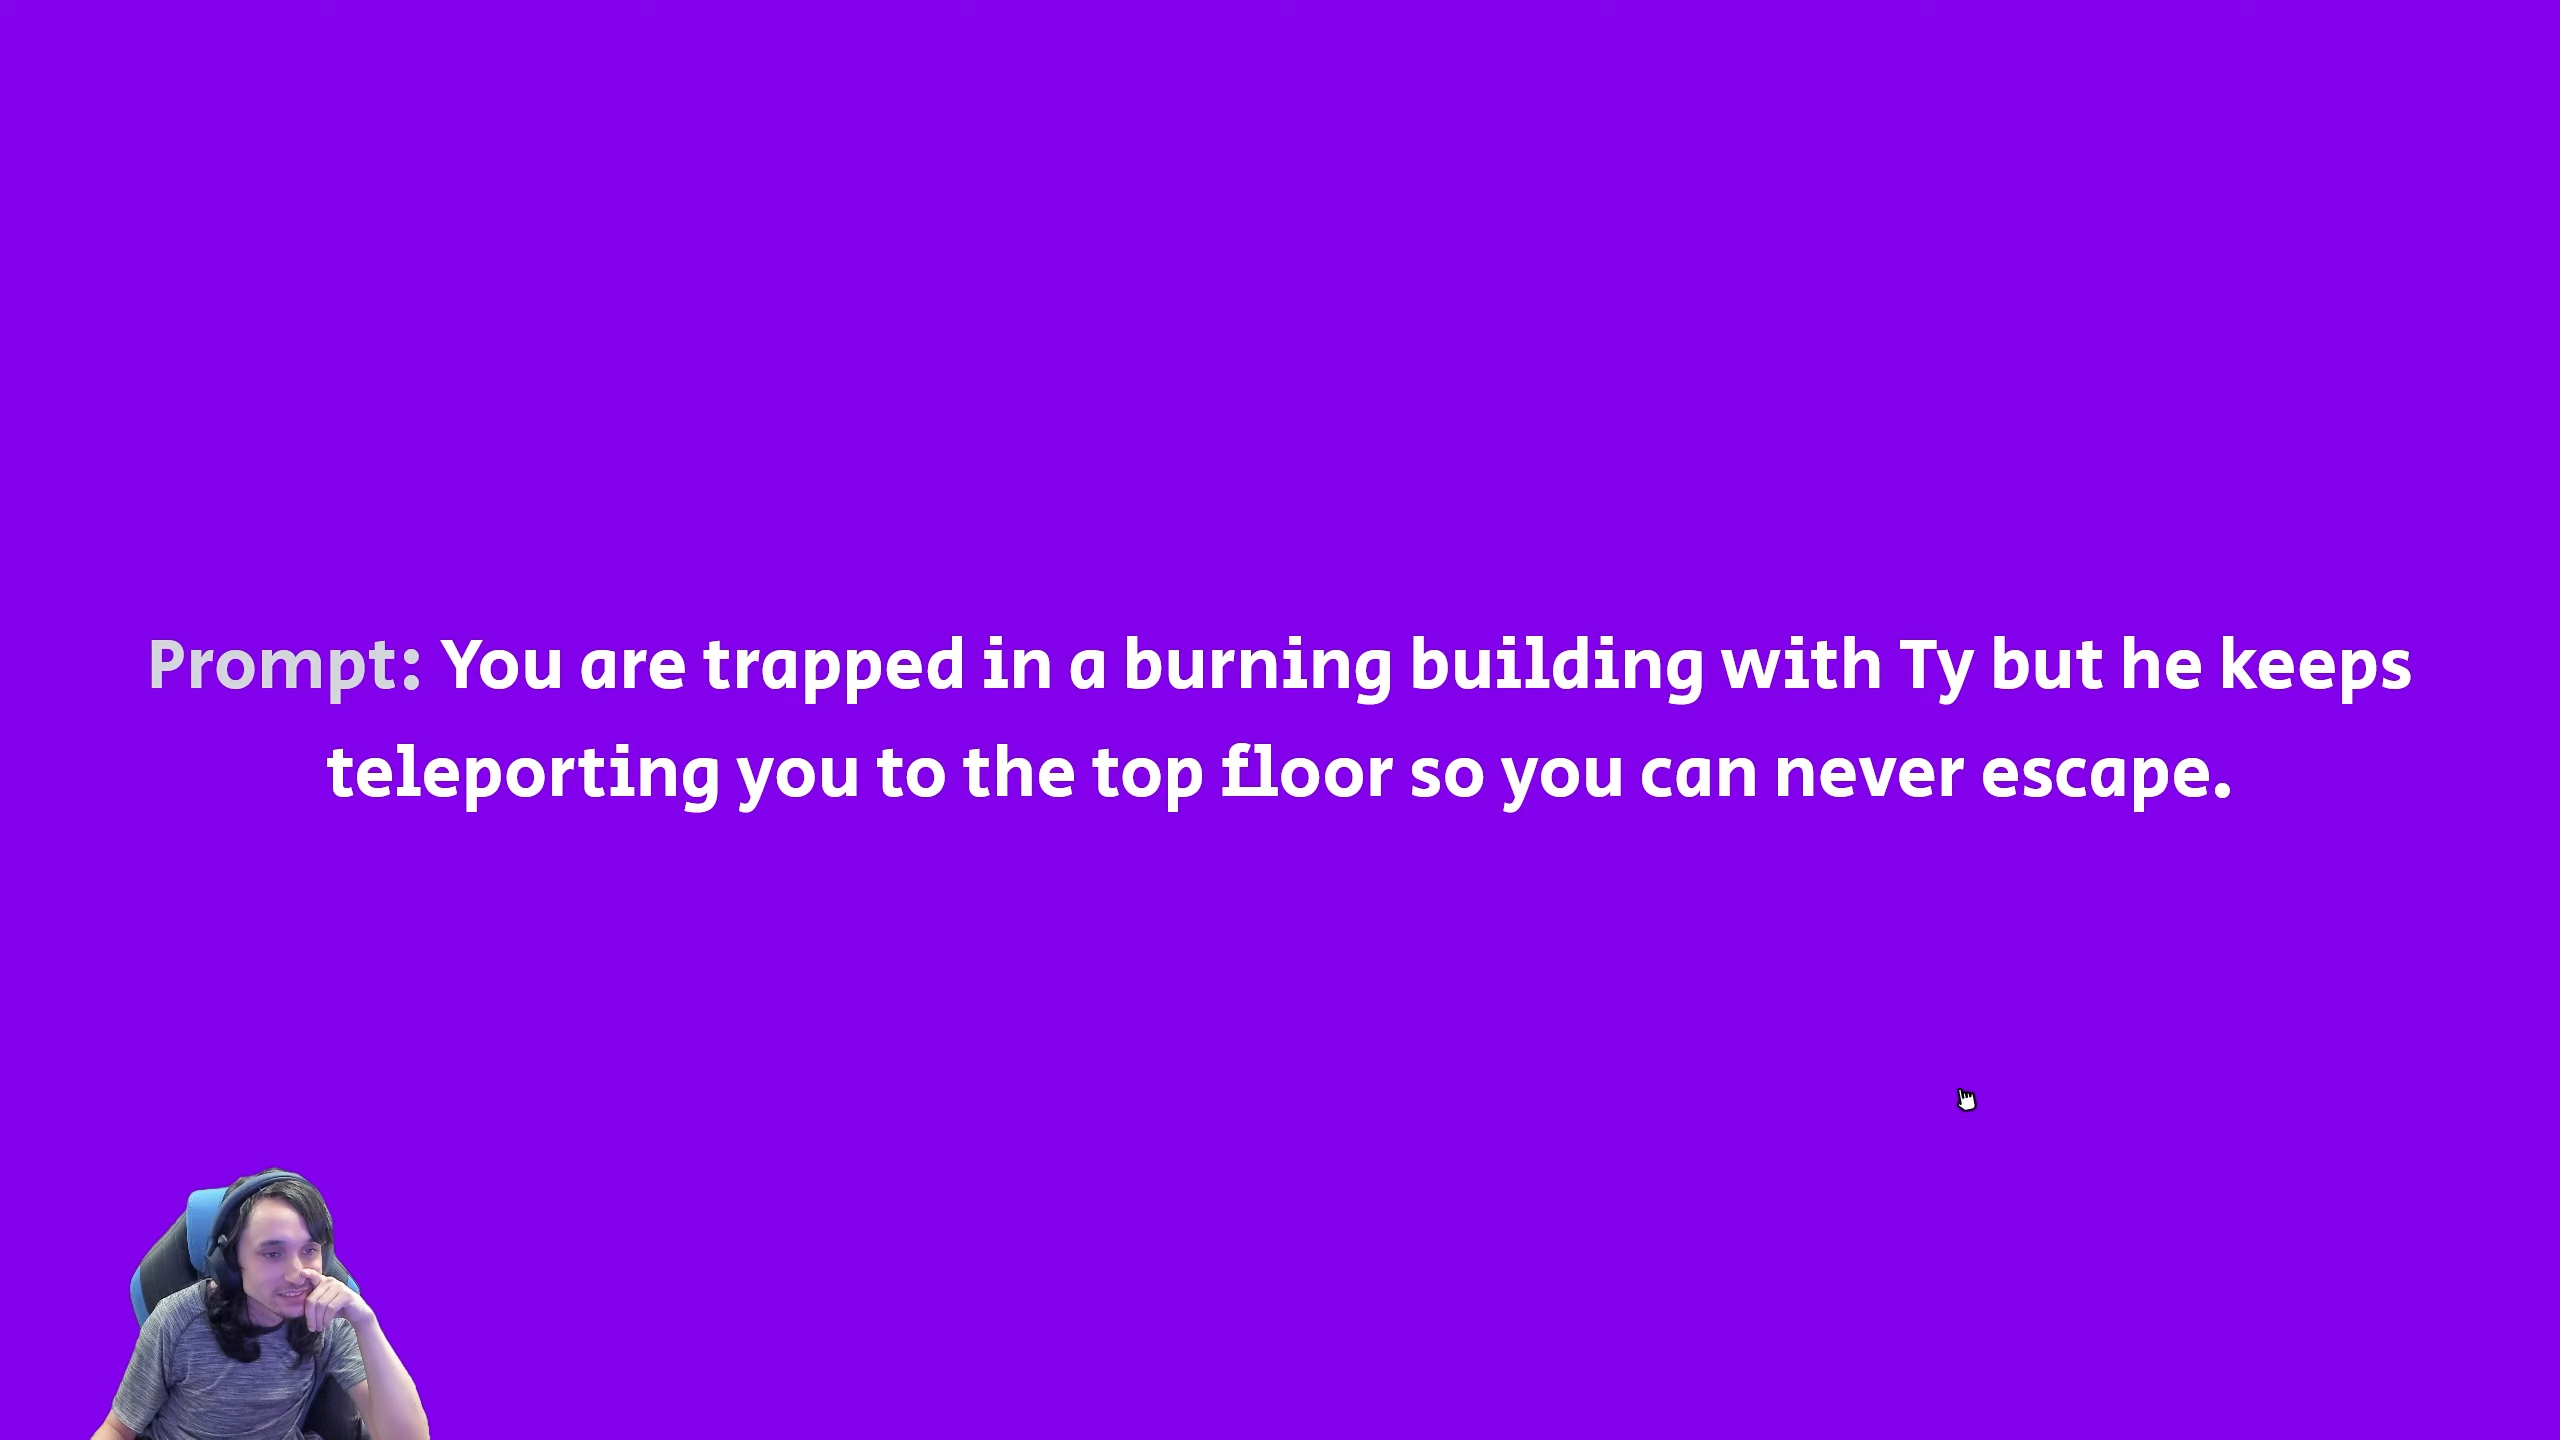 Prompt: You are trapped in a burning building with Ty but he keeps
teleporting you to the top floor so you can never escape.